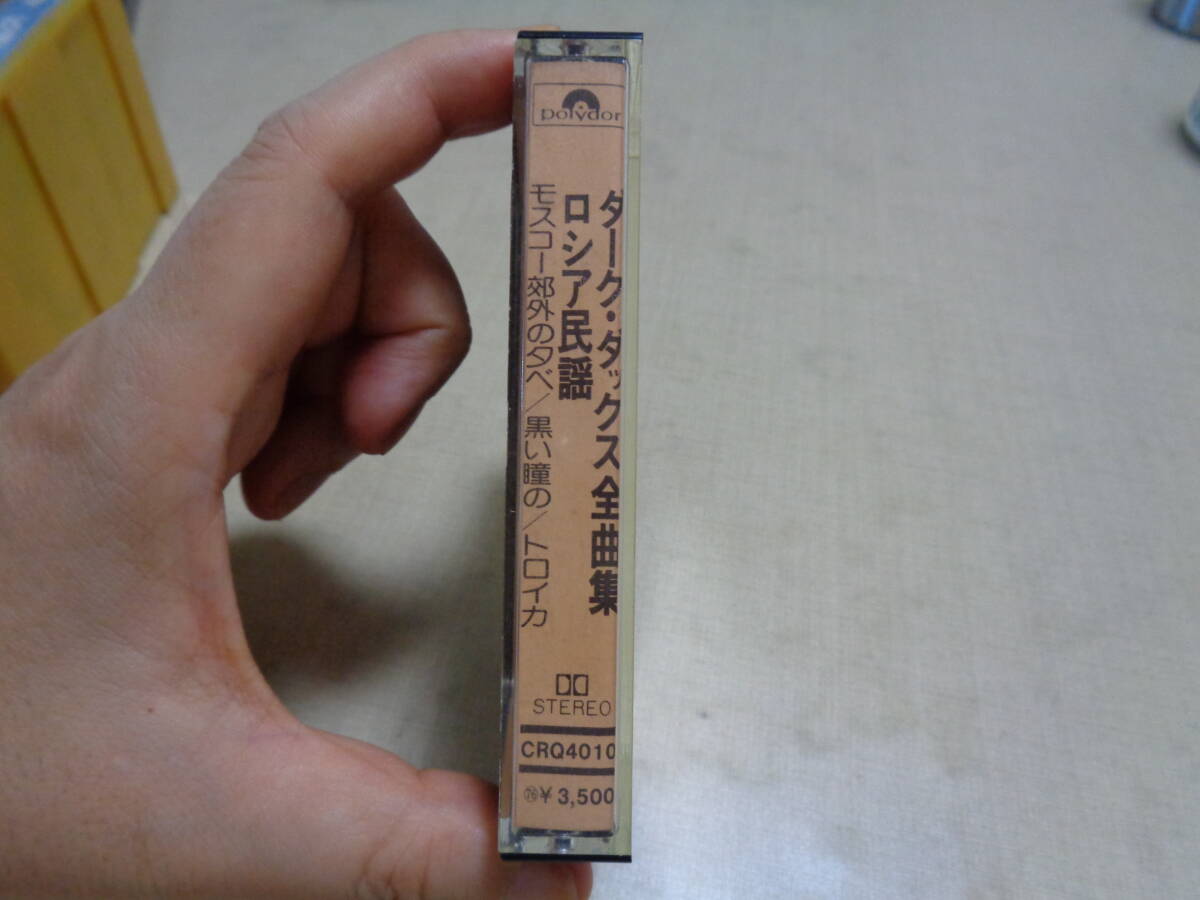 polydor
ダーク・ダックス全曲集
ロシア民謡
モスコー郊外の夕べ/黒い瞳の/トロイカ
STEREO
CRQ4010
㊆¥3,500